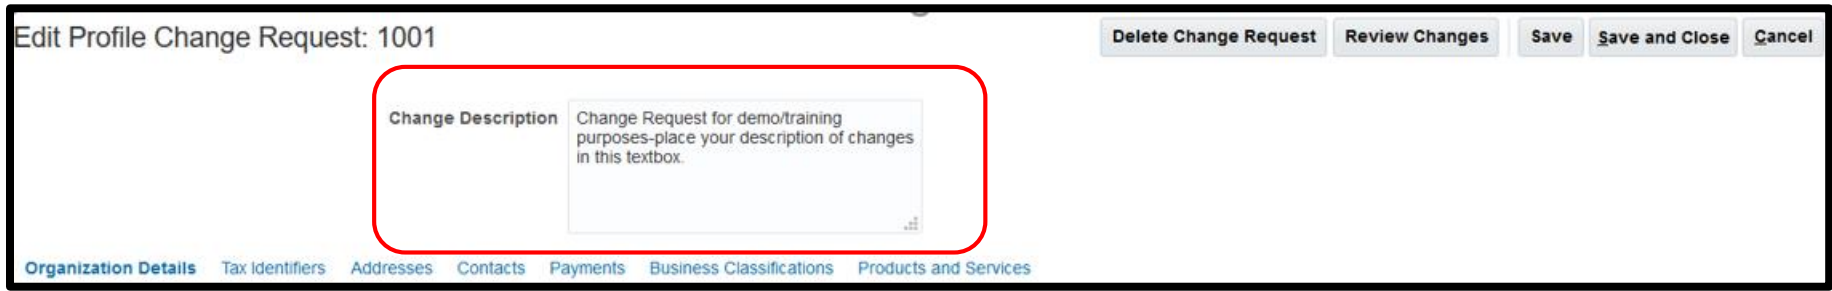 Edit Profile Change Request: 1001
Delete Change Request Review Changes Save Save and Close Cancel
Change Description
Change Request for demo/training
purposes-place your description of changes
in this textbox.
Organization Details Tax Identifiers Addresses Contacts Payments Business Classifications Products and Services